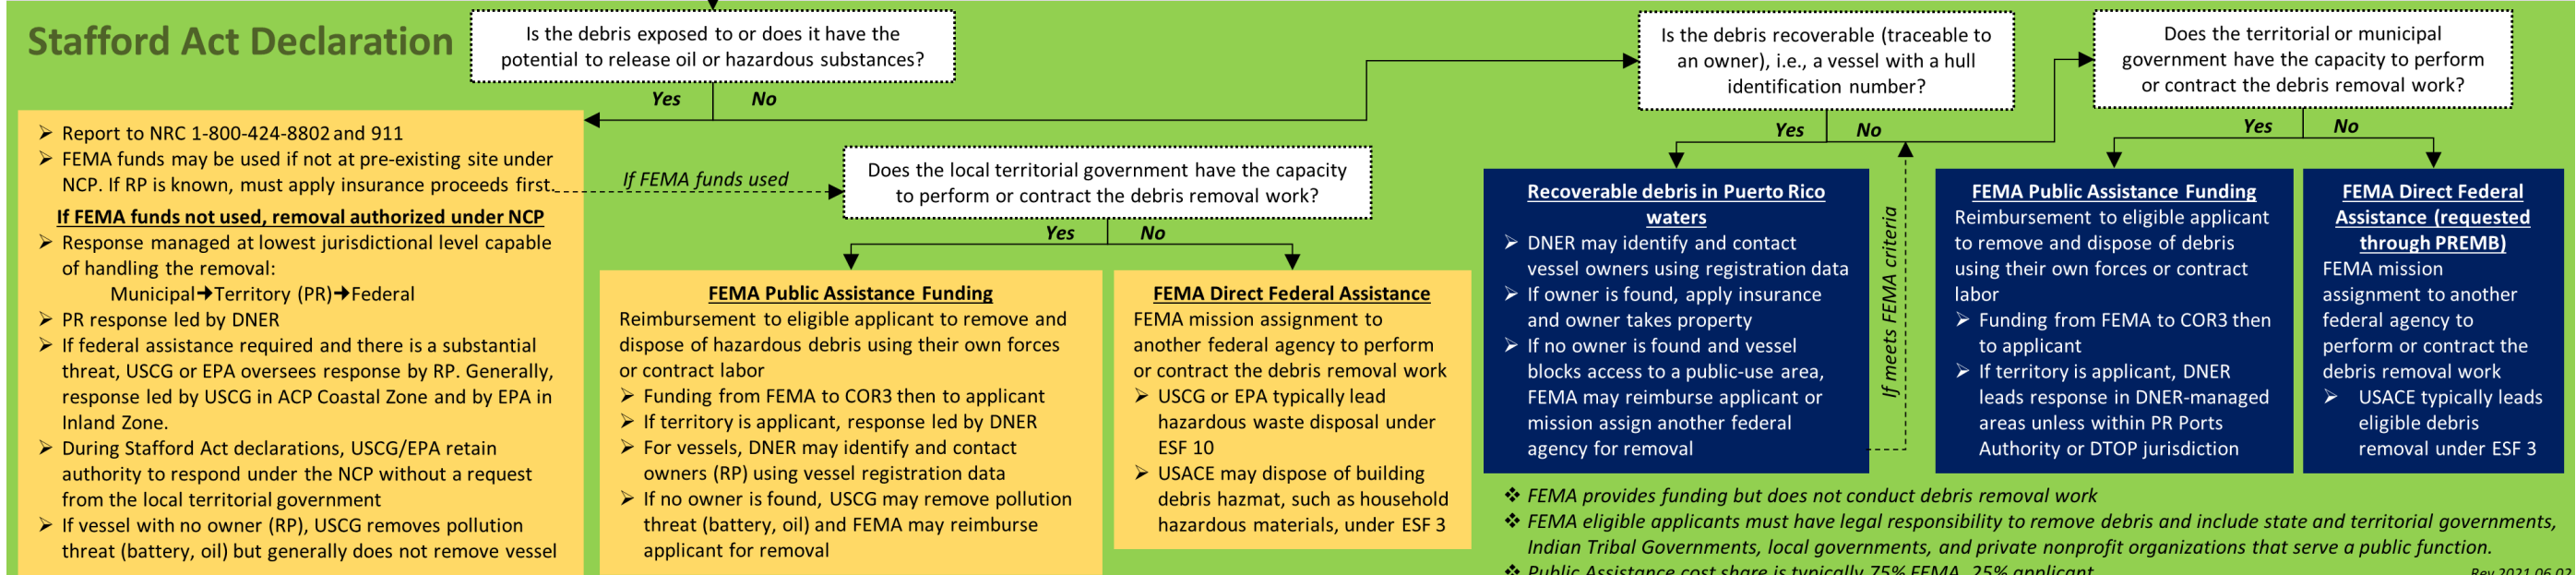 Stafford Act Declaration
Is the debris exposed to or does it have the
potential to release oil or hazardous substances?
Yes
No
➢ Report to NRC 1-800-424-8802 and 911
➢ FEMA funds may be used if not at pre-existing site under
NCP. If RP is known, must apply insurance proceeds first.
If FEMA funds not used, removal authorized under NCP
➢ Response managed at lowest jurisdictional level capable
of handling the removal:
Municipal➔Territory (PR)➔Federal
➢ PR response led by DNER
➢ If federal assistance required and there is a substantial
threat, USCG or EPA oversees response by RP. Generally,
response led by USCG in ACP Coastal Zone and by EPA in
Inland Zone.
➢ During Stafford Act declarations, USCG/EPA retain
authority to respond under the NCP without a request
from the local territorial government
➢ If vessel with no owner (RP), USCG removes pollution
threat (battery, oil) but generally does not remove vessel
If FEMA funds used
Does the local territorial government have the capacity
to perform or contract the debris removal work?
Yes
No
FEMA Public Assistance Funding
Reimbursement to eligible applicant to remove and
dispose of hazardous debris using their own forces
or contract labor
➢ Funding from FEMA to COR3 then to applicant
➢ If territory is applicant, response led by DNER
➢ For vessels, DNER may identify and contact
owners (RP) using vessel registration data
➢ If no owner is found, USCG may remove pollution
threat (battery, oil) and FEMA may reimburse
applicant for removal
FEMA Direct Federal Assistance
FEMA mission assignment to
another federal agency to perform
or contract the debris removal work
➢ USCG or EPA typically lead
hazardous waste disposal under
ESF 10
➢ USACE may dispose of building
debris hazmat, such as household
hazardous materials, under ESF 3
Is the debris recoverable (traceable to
an owner), i.e., a vessel with a hull
identification number?
Yes
No
Recoverable debris in Puerto Rico
waters
➢ DNER may identify and contact
vessel owners using registration data
➢ If owner is found, apply insurance
and owner takes property
➢ If no owner is found and vessel
blocks access to a public-use area,
FEMA may reimburse applicant or
mission assign another federal
agency for removal
If meets FEMA criteria
Does the territorial or municipal
government have the capacity to perform
or contract the debris removal work?
Yes
No
FEMA Public Assistance Funding
Reimbursement to eligible applicant
to remove and dispose of debris
using their own forces or contract
labor
➢ Funding from FEMA to COR3 then
to applicant
➢ If territory is applicant, DNER
leads response in DNER-managed
areas unless within PR Ports
Authority or DTOP jurisdiction
FEMA Direct Federal
Assistance (requested
through PREMB)
FEMA mission
assignment to another
federal agency to
perform or contract the
debris removal work
➢ USACE typically leads
eligible debris
removal under ESF 3
❖ FEMA provides funding but does not conduct debris removal work
❖ FEMA eligible applicants must have legal responsibility to remove debris and include state and territorial governments,
Indian Tribal Governments, local governments, and private nonprofit organizations that serve a public function.
❖ Public Assistance cost share is typically 75% FEMA, 25% applicant
Rev 2021.06.02